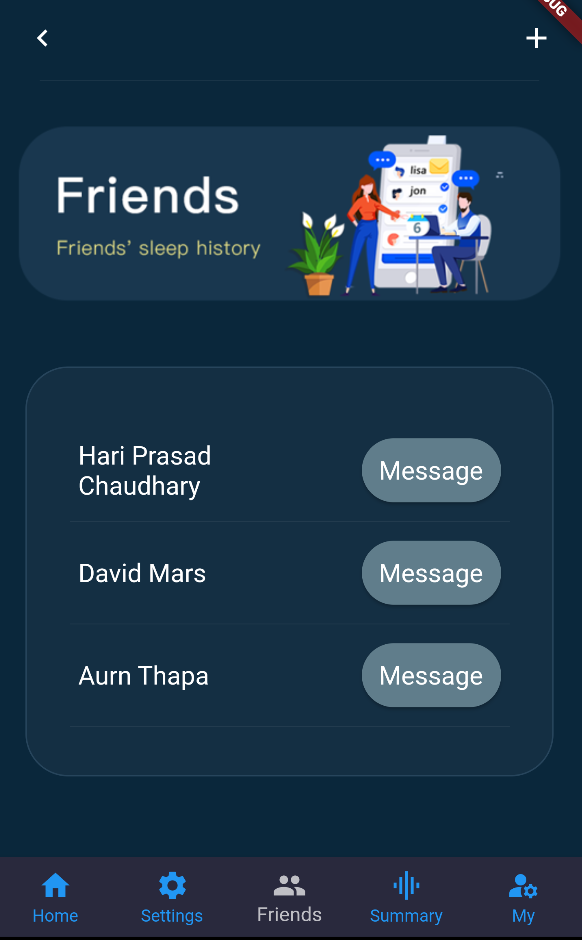 UG
Friends
Friends' sleep history
lisa
jon
6
Hari Prasad
Chaudhary
Message
David Mars
Message
Aurn Thapa
Message
Home
Settings
Friends
Summary
My